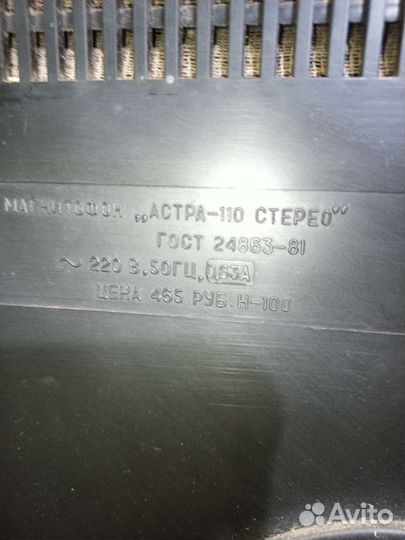 МАГНИТОФОН „АСТРА-110 СТЕРЕО”
ГОСТ 24863-81
~ 220 В, 50ГЦ, 0,63А
ЦЕНА 465 РУБ. Н-100
Avito